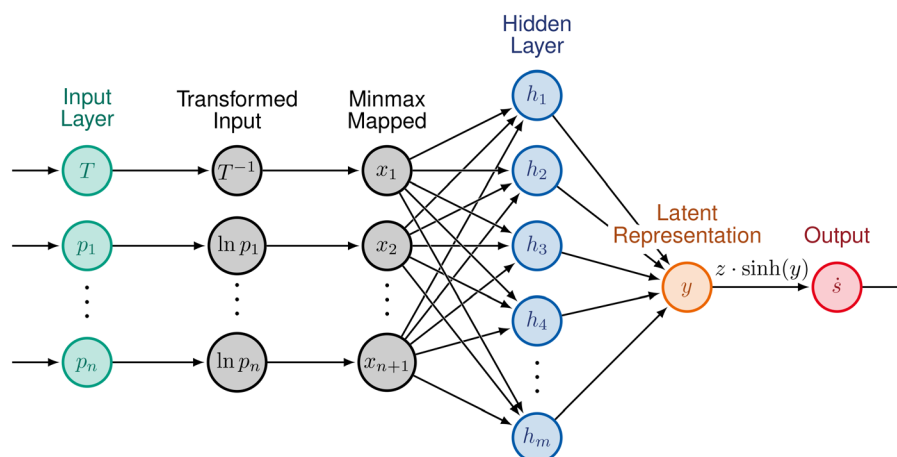 Hidden
Layer
Input
Layer
Transformed
Input
Minmax
Mapped
Latent
Representation
Output
h₁
T
T⁻¹
x₁
h₂
p₁
ln p₁
x₂
h₃
y
z · sinh(y)
ṡ
h₄
pₙ
ln pₙ
xₙ₊₁
hₘ